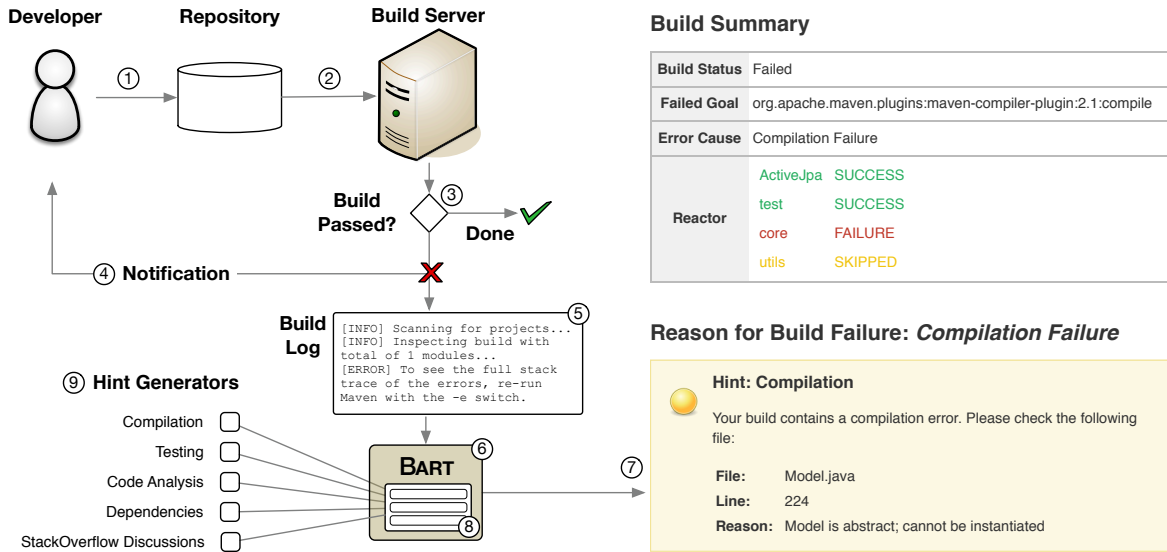 Developer
Repository
Build Server
①
②
③
Build
Passed?
Done
④ Notification
Build
Log
⑤
[INFO] Scanning for projects...
[INFO] Inspecting build with
total of 1 modules...
[ERROR] To see the full stack
trace of the errors, re-run
Maven with the -e switch.
⑨ Hint Generators
Compilation
Testing
Code Analysis
Dependencies
StackOverflow Discussions
⑥
BART
⑧
⑦
Build Summary
Build Status Failed
Failed Goal org.apache.maven.plugins:maven-compiler-plugin:2.1:compile
Error Cause Compilation Failure
Reactor
ActiveJpa SUCCESS
test SUCCESS
core FAILURE
utils SKIPPED
Reason for Build Failure: Compilation Failure
Hint: Compilation
Your build contains a compilation error. Please check the following
file:
File: Model.java
Line: 224
Reason: Model is abstract; cannot be instantiated